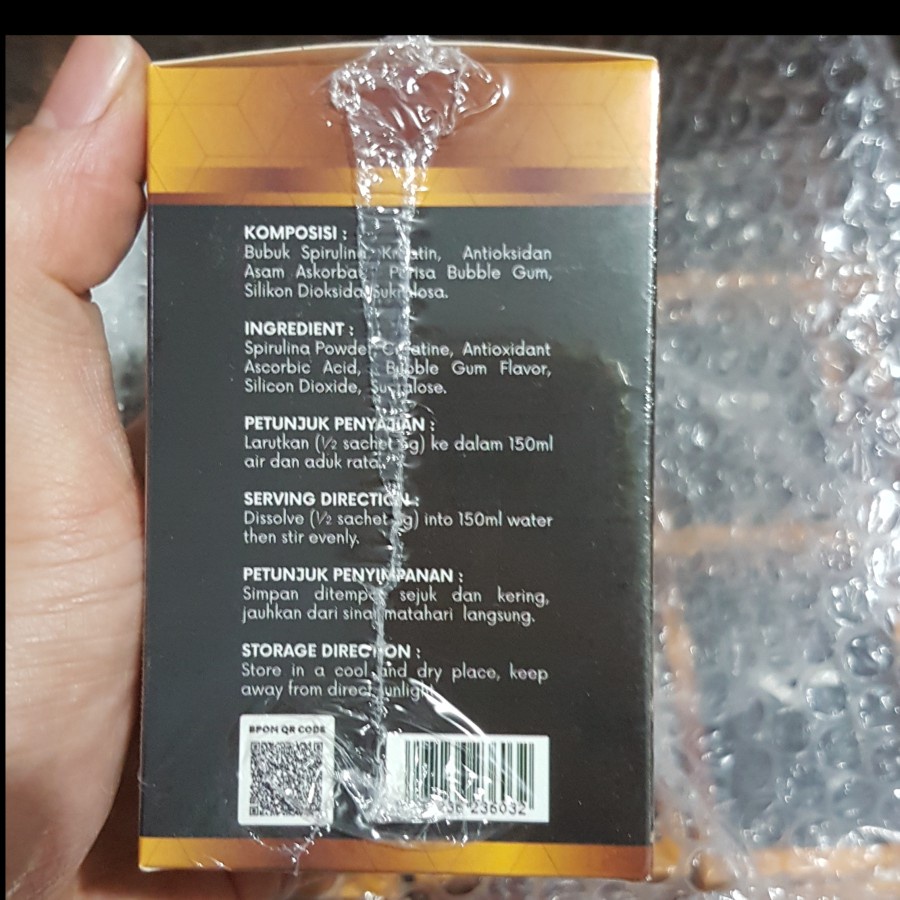 KOMPOSISI :
Bubuk Spirulina, Kreatin, Antioksidan
Asam Askorbat, Perisa Bubble Gum,
Silikon Dioksida, Sukralosa.
INGREDIENT :
Spirulina Powder, Creatine, Antioxidant
Ascorbic Acid, Bubble Gum Flavor,
Silicon Dioxide, Sucralose.
PETUNJUK PENYAJIAN :
Larutkan (½ sachet ke dalam 150ml
air dan aduk rata.
SERVING DIRECTION :
Dissolve (½ sachet into 150ml water
then stir evenly.
PETUNJUK PENYIMPANAN :
Simpan ditempat sejuk dan kering,
jauhkan dari sinar matahari langsung.
STORAGE DIRECTION :
Store in a cool and dry place, keep
away from direct sunlight.
BPOM QR CODE
236032